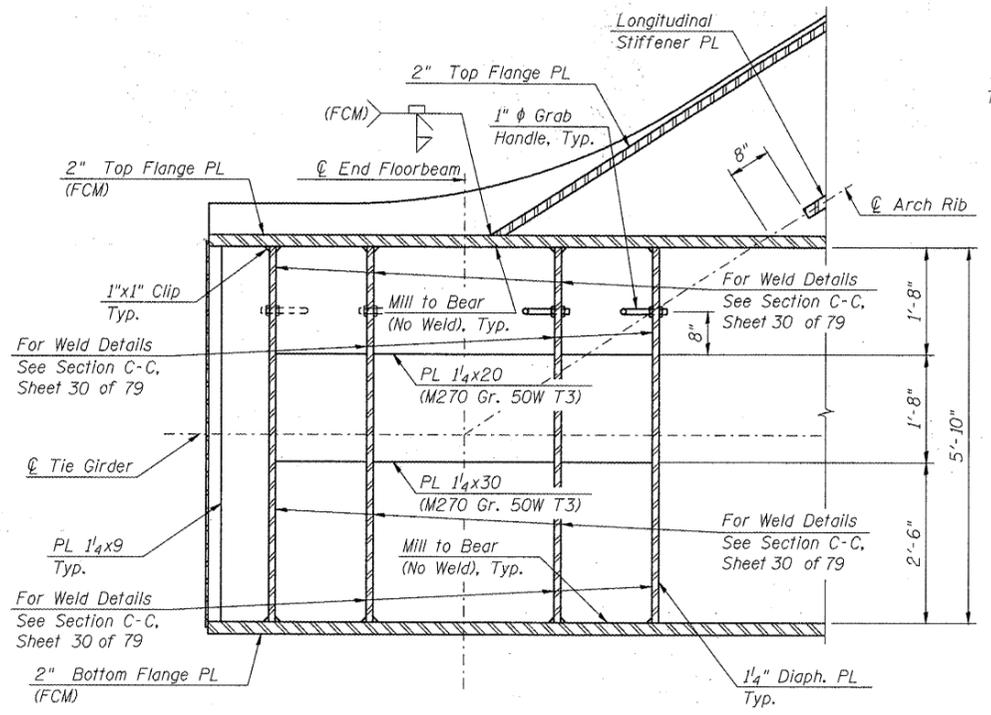 Longitudinal
Stiffener PL
2" Top Flange PL
(FCM)
1" ϕ Grab
Handle, Typ.
8"
2" Top Flange PL
(FCM)
℄ End Floorbeam
℄ Arch Rib
1"x1" Clip
Typ.
Mill to Bear
(No Weld), Typ.
For Weld Details
See Section C-C,
Sheet 30 of 79
8"
1'-8"
For Weld Details
See Section C-C,
Sheet 30 of 79
PL 1¼x20
(M270 Gr. 50W T3)
1'-8"
5'-10"
℄ Tie Girder
PL 1¼x30
(M270 Gr. 50W T3)
PL 1¼x9
Typ.
Mill to Bear
(No Weld), Typ.
For Weld Details
See Section C-C,
Sheet 30 of 79
2'-6"
For Weld Details
See Section C-C,
Sheet 30 of 79
2" Bottom Flange PL
(FCM)
1¼" Diaph. PL
Typ.